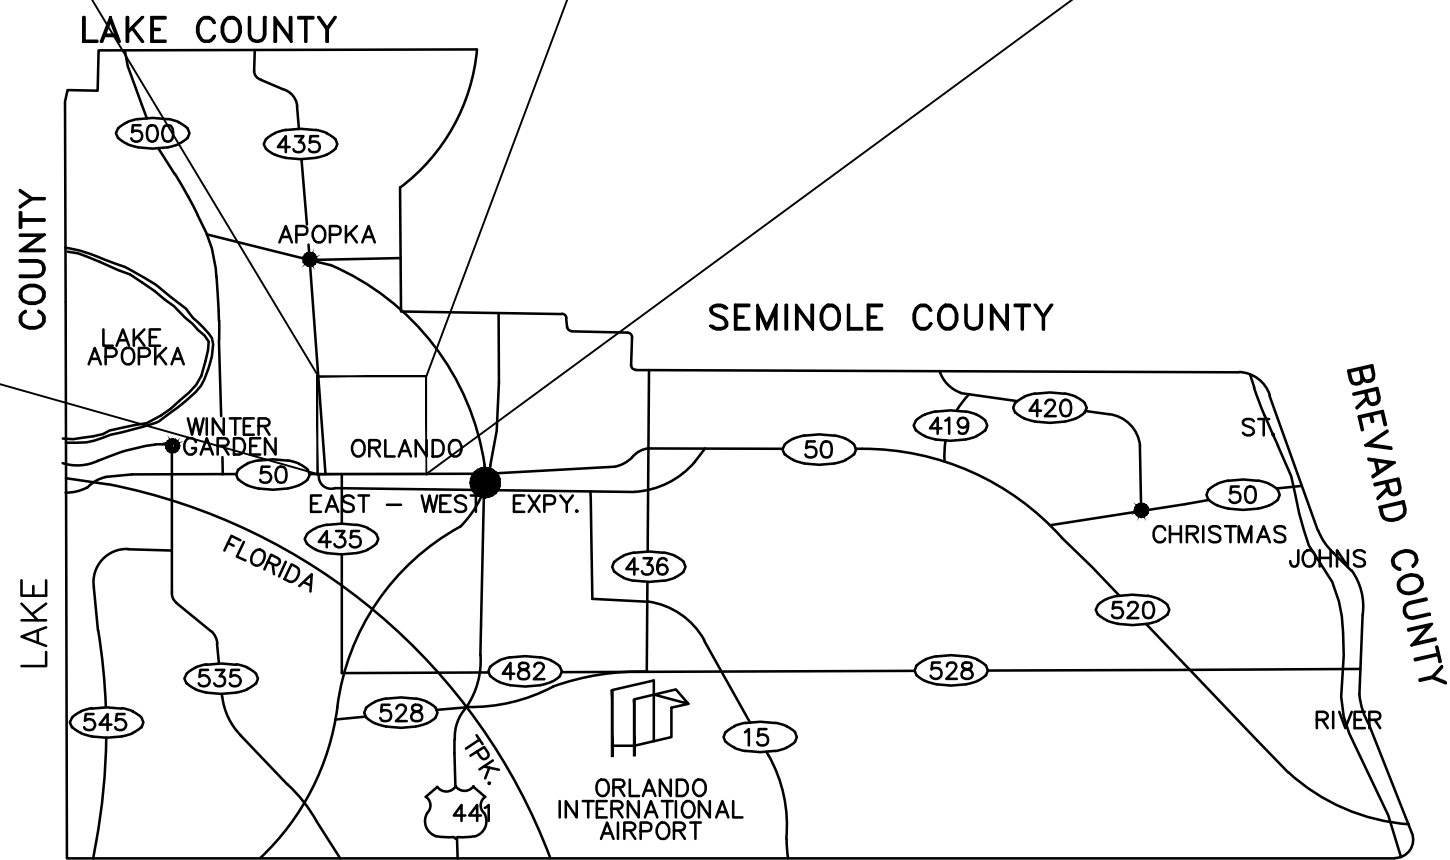 LAKE COUNTY
500
435
COUNTY
APOPKA
SEMINOLE COUNTY
LAKE
APOPKA
BREVARD COUNTY
420
419
WINTER
GARDEN
ORLANDO
ST.
50
50
50
EAST - WEST EXPY.
CHRISTMAS
435
FLORIDA
436
JOHNS
LAKE
520
535
482
528
545
528
15
RIVER
TPK.
ORLANDO
INTERNATIONAL
AIRPORT
441